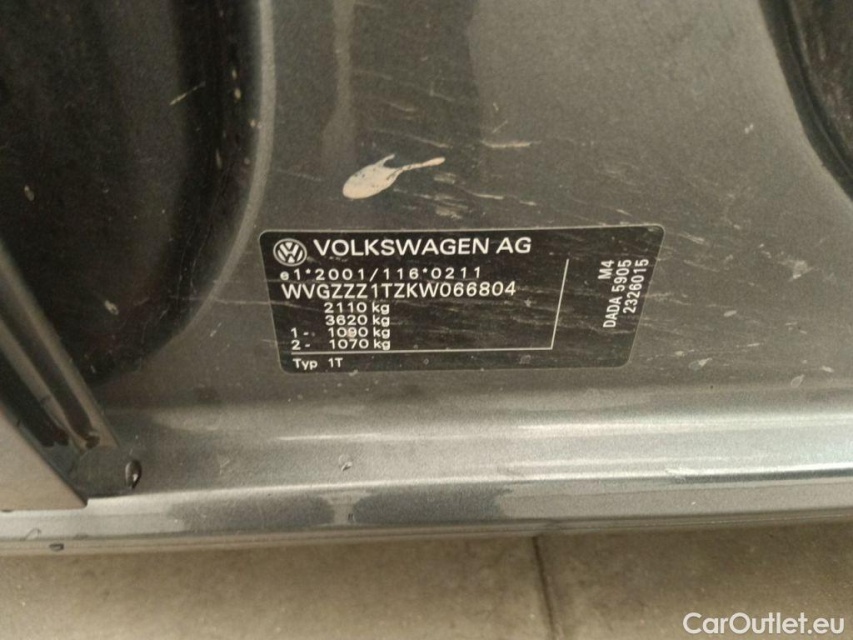 VOLKSWAGEN AG
e1*2001/116*0211
WVGZZZ1TZKW066804
2110 kg
3620 kg
1- 1090 kg
2- 1070 kg
Typ 1T
M4
DADA 5905
2326015
CarOutlet.eu